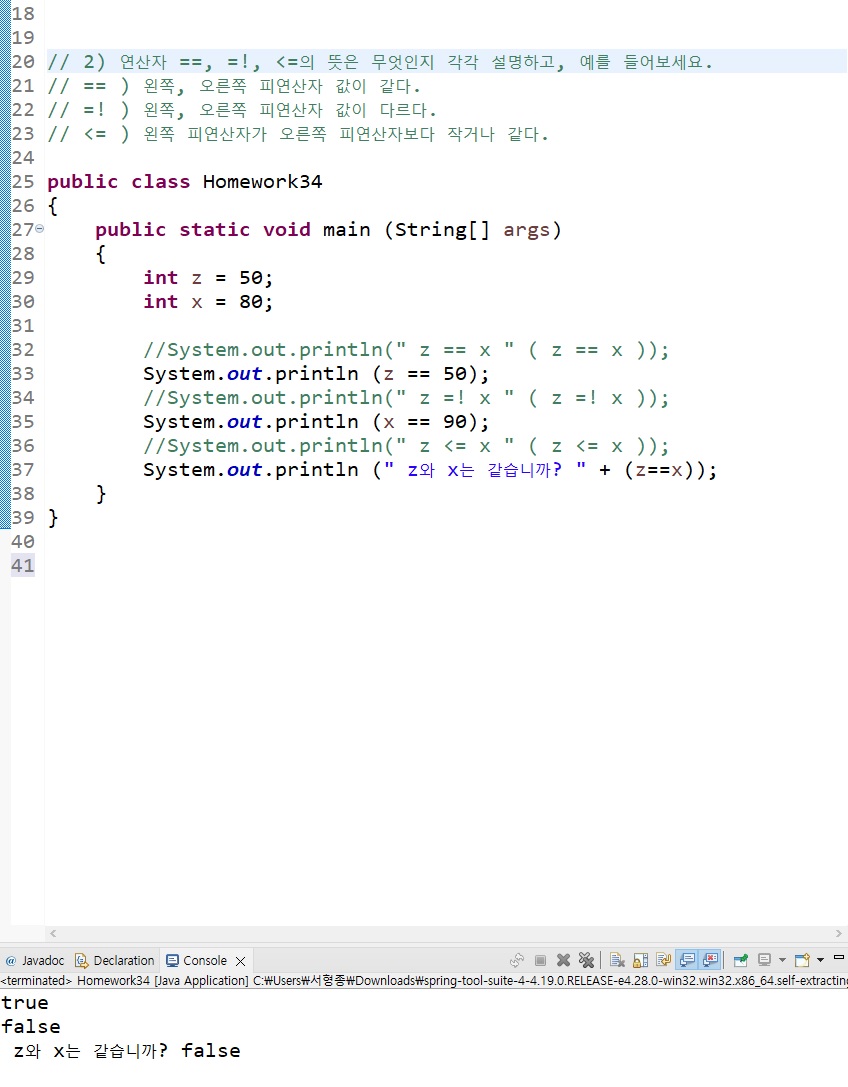 18
19
20 // 2) 연산자 ==, =!, <=의 뜻은 무엇인지 각각 설명하고, 예를 들어보세요.
21 // == ) 왼쪽, 오른쪽 피연산자 값이 같다.
22 // =! ) 왼쪽, 오른쪽 피연산자 값이 다르다.
23 // <= ) 왼쪽 피연산자가 오른쪽 피연산자보다 작거나 같다.
24
25 public class Homework34
26 {
27 public static void main (String[] args)
28 {
29 int z = 50;
30 int x = 80;
31
32 //System.out.println(" z == x " ( z == x ));
33 System.out.println (z == 50);
34 //System.out.println(" z =! x " ( z =! x ));
35 System.out.println (x == 90);
36 //System.out.println(" z <= x " ( z <= x ));
37 System.out.println (" z와 x는 같습니까? " + (z==x));
38 }
39 }
40
41
@ Javadoc Declaration Console
<terminated> Homework34 [Java Application] C:₩Users₩서형종₩Downloads₩spring-tool-suite-4-4.19.0.RELEASE-e4.28.0-win32.win32.x86_64.self-extracting
true
false
z와 x는 같습니까? false